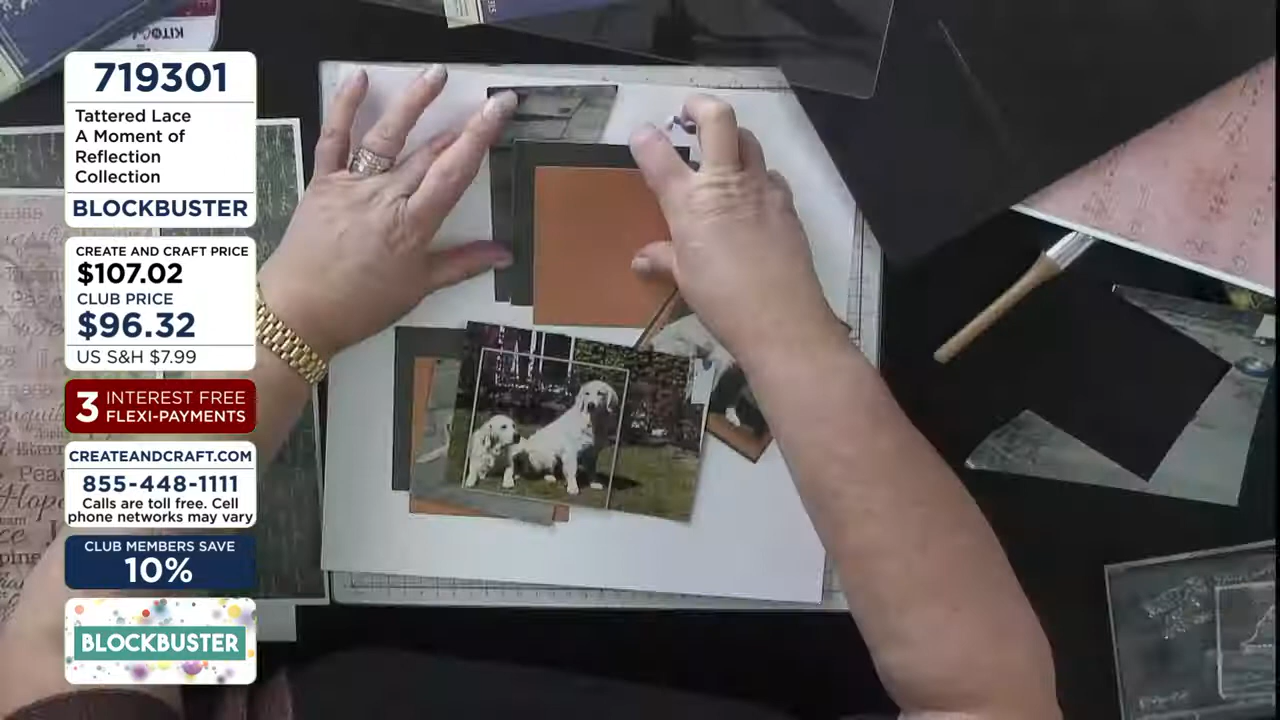 719301
Tattered Lace
A Moment of
Reflection
Collection
BLOCKBUSTER
CREATE AND CRAFT PRICE
$107.02
CLUB PRICE
$96.32
US S&H $7.99
3 INTEREST FREE
FLEXI-PAYMENTS
CREATEANDCRAFT.COM
855-448-1111
Calls are toll free. Cell
phone networks may vary
CLUB MEMBERS SAVE
10%
BLOCKBUSTER
Hope